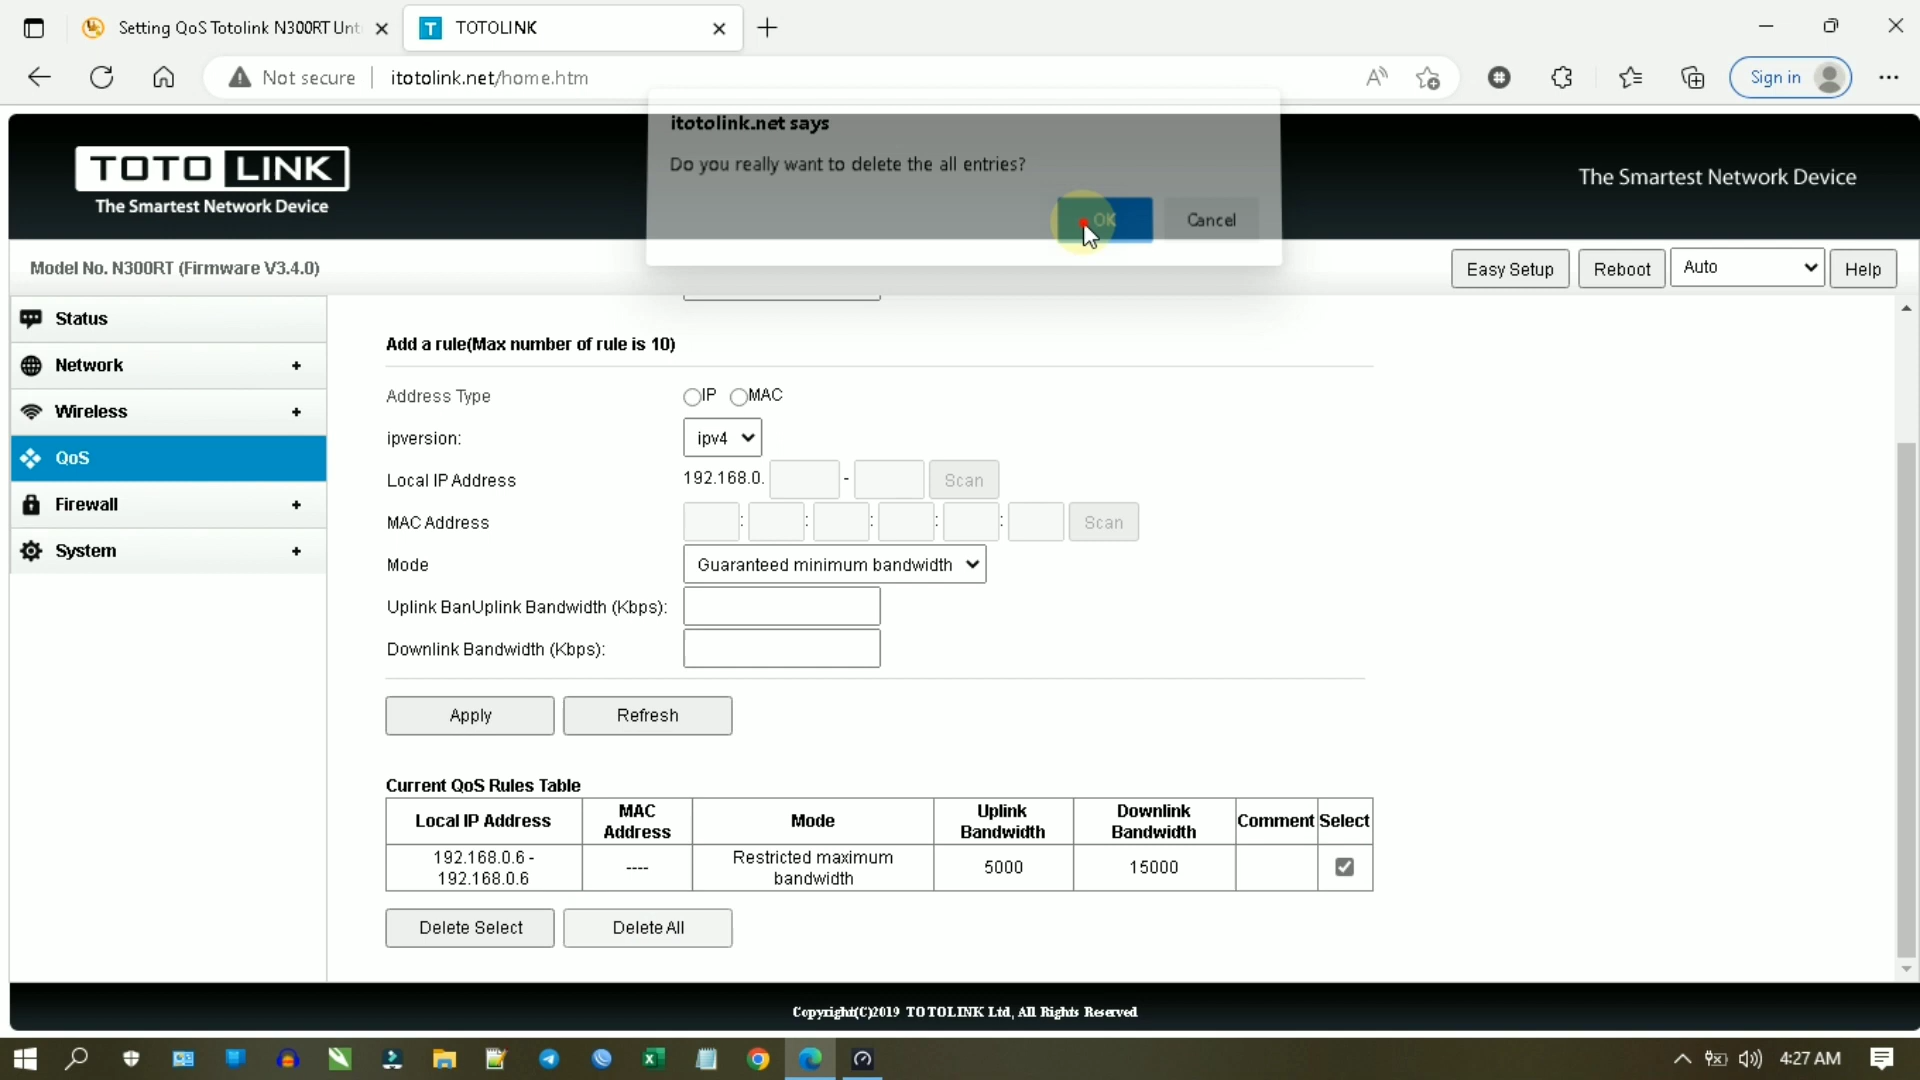 Setting QoS Totolink N300RT Unt
TOTOLINK
Not secure
itotolink.net/home.htm
Sign in
itotolink.net says
Do you really want to delete the all entries?
OK
Cancel
TOTO LINK
The Smartest Network Device
The Smartest Network Device
Model No. N300RT (Firmware V3.4.0)
Easy Setup
Reboot
Auto
Help
Status
Network +
Wireless +
QoS
Firewall +
System +
Add a rule(Max number of rule is 10)
Address Type IP MAC
ipversion: ipv4
Local IP Address 192.168.0. - Scan
MAC Address : : : : : Scan
Mode Guaranteed minimum bandwidth
Uplink BanUplink Bandwidth (Kbps):
Downlink Bandwidth (Kbps):
Apply Refresh
Current QoS Rules Table
Local IP Address MAC Address Mode Uplink Bandwidth Downlink Bandwidth Comment Select
192.168.0.6 - 192.168.0.6 ---- Restricted maximum bandwidth 5000 15000
Delete Select Delete All
Copyright(C)2019 TOTOLINK Ltd, All Rights Reserved
4:27 AM